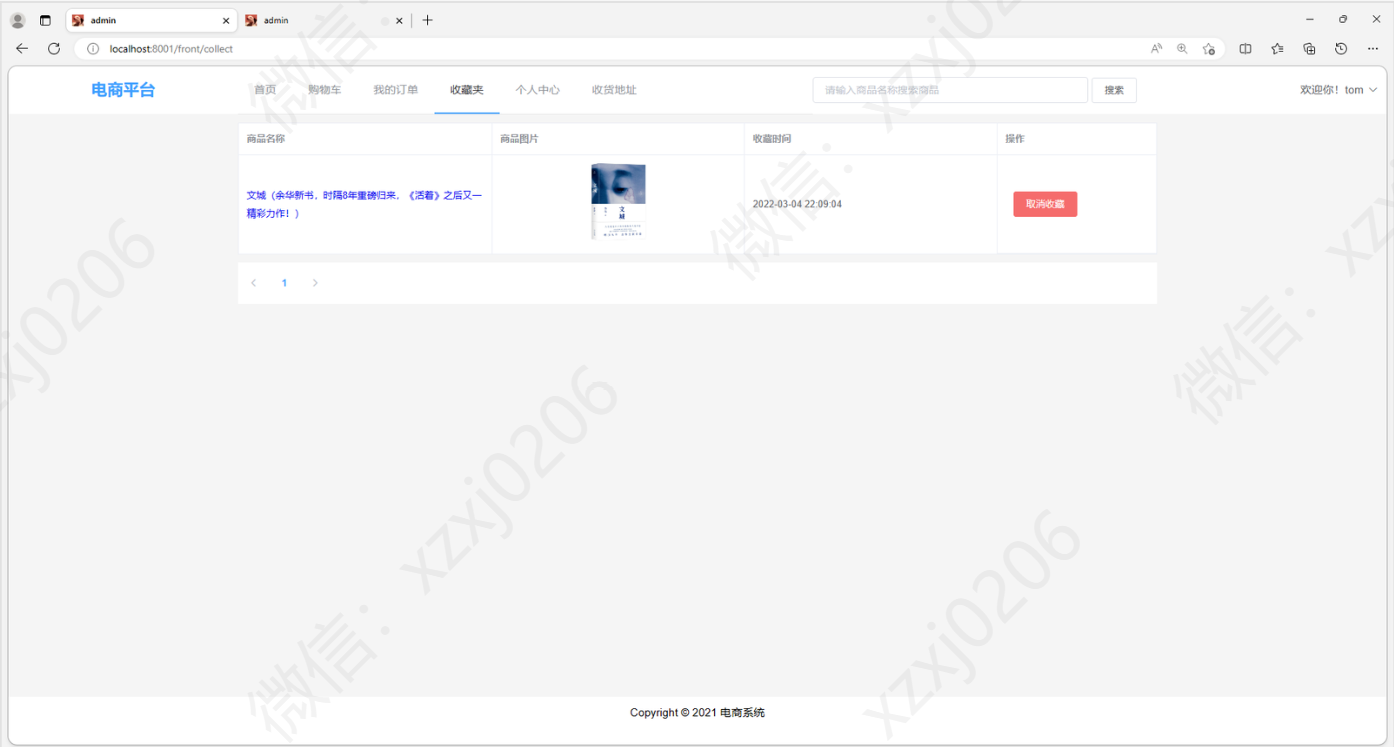 admin
admin
localhost:8001/front/collect
电商平台
首页 购物车 我的订单 收藏夹 个人中心 收货地址
请输入商品名称搜索商品
搜索
欢迎你！tom
商品名称 商品图片 收藏时间 操作
文城（余华新书，时隔8年重磅归来，《活着》之后又一
精彩力作！）
文城
2022-03-04 22:09:04
取消收藏
1
Copyright © 2021 电商系统
微信：xzxj0206
微信：xzxj0206
微信：xzxj0206
微信：xzxj0206
xzxj0206